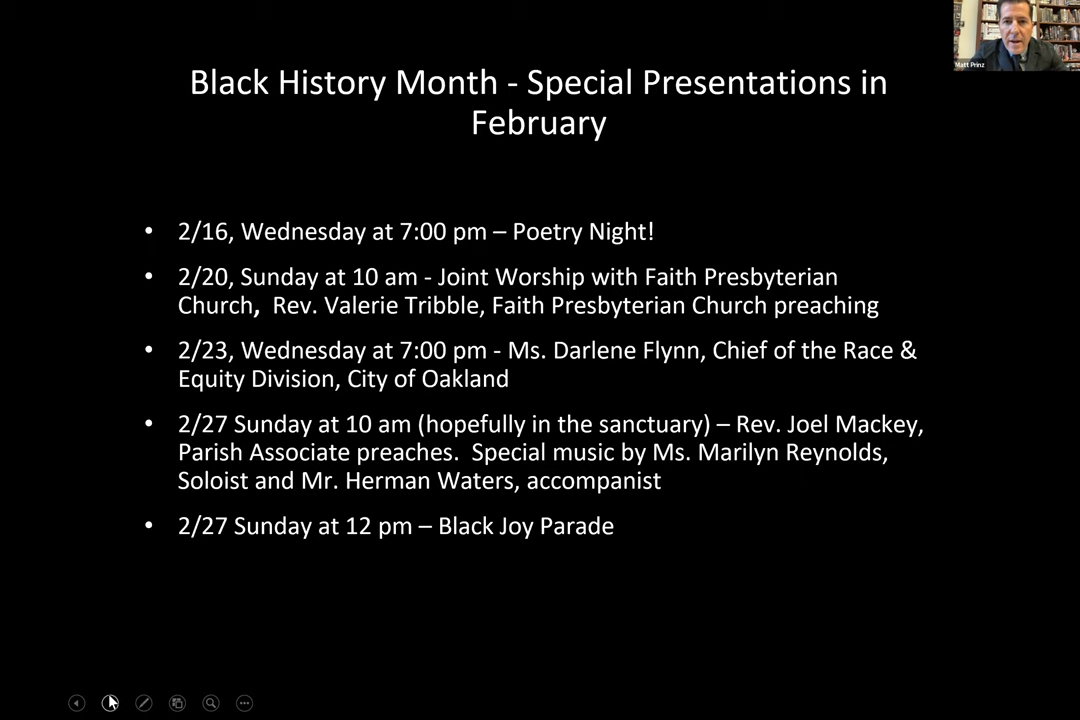 Matt Prinz
Black History Month - Special Presentations in
February
• 2/16, Wednesday at 7:00 pm – Poetry Night!
• 2/20, Sunday at 10 am - Joint Worship with Faith Presbyterian
Church,  Rev. Valerie Tribble, Faith Presbyterian Church preaching
• 2/23, Wednesday at 7:00 pm - Ms. Darlene Flynn, Chief of the Race &
Equity Division, City of Oakland
• 2/27 Sunday at 10 am (hopefully in the sanctuary) – Rev. Joel Mackey,
Parish Associate preaches.  Special music by Ms. Marilyn Reynolds,
Soloist and Mr. Herman Waters, accompanist
• 2/27 Sunday at 12 pm – Black Joy Parade